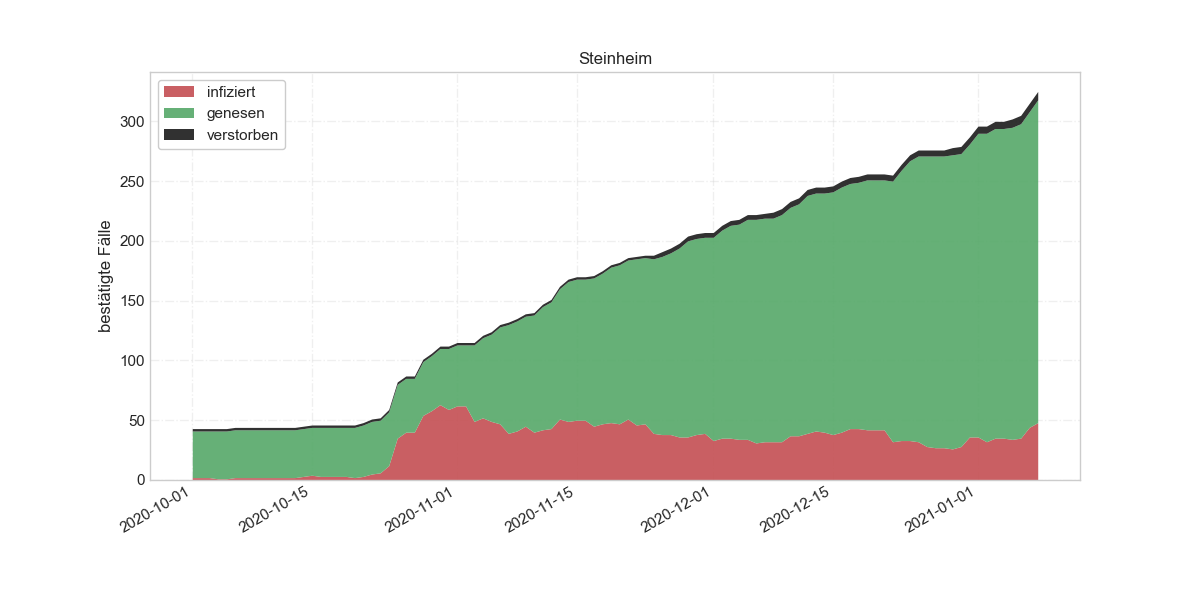 Steinheim
infiziert
genesen
verstorben
bestätigte Fälle
300
250
200
150
100
50
0
2020-10-01
2020-10-15
2020-11-01
2020-11-15
2020-12-01
2020-12-15
2021-01-01